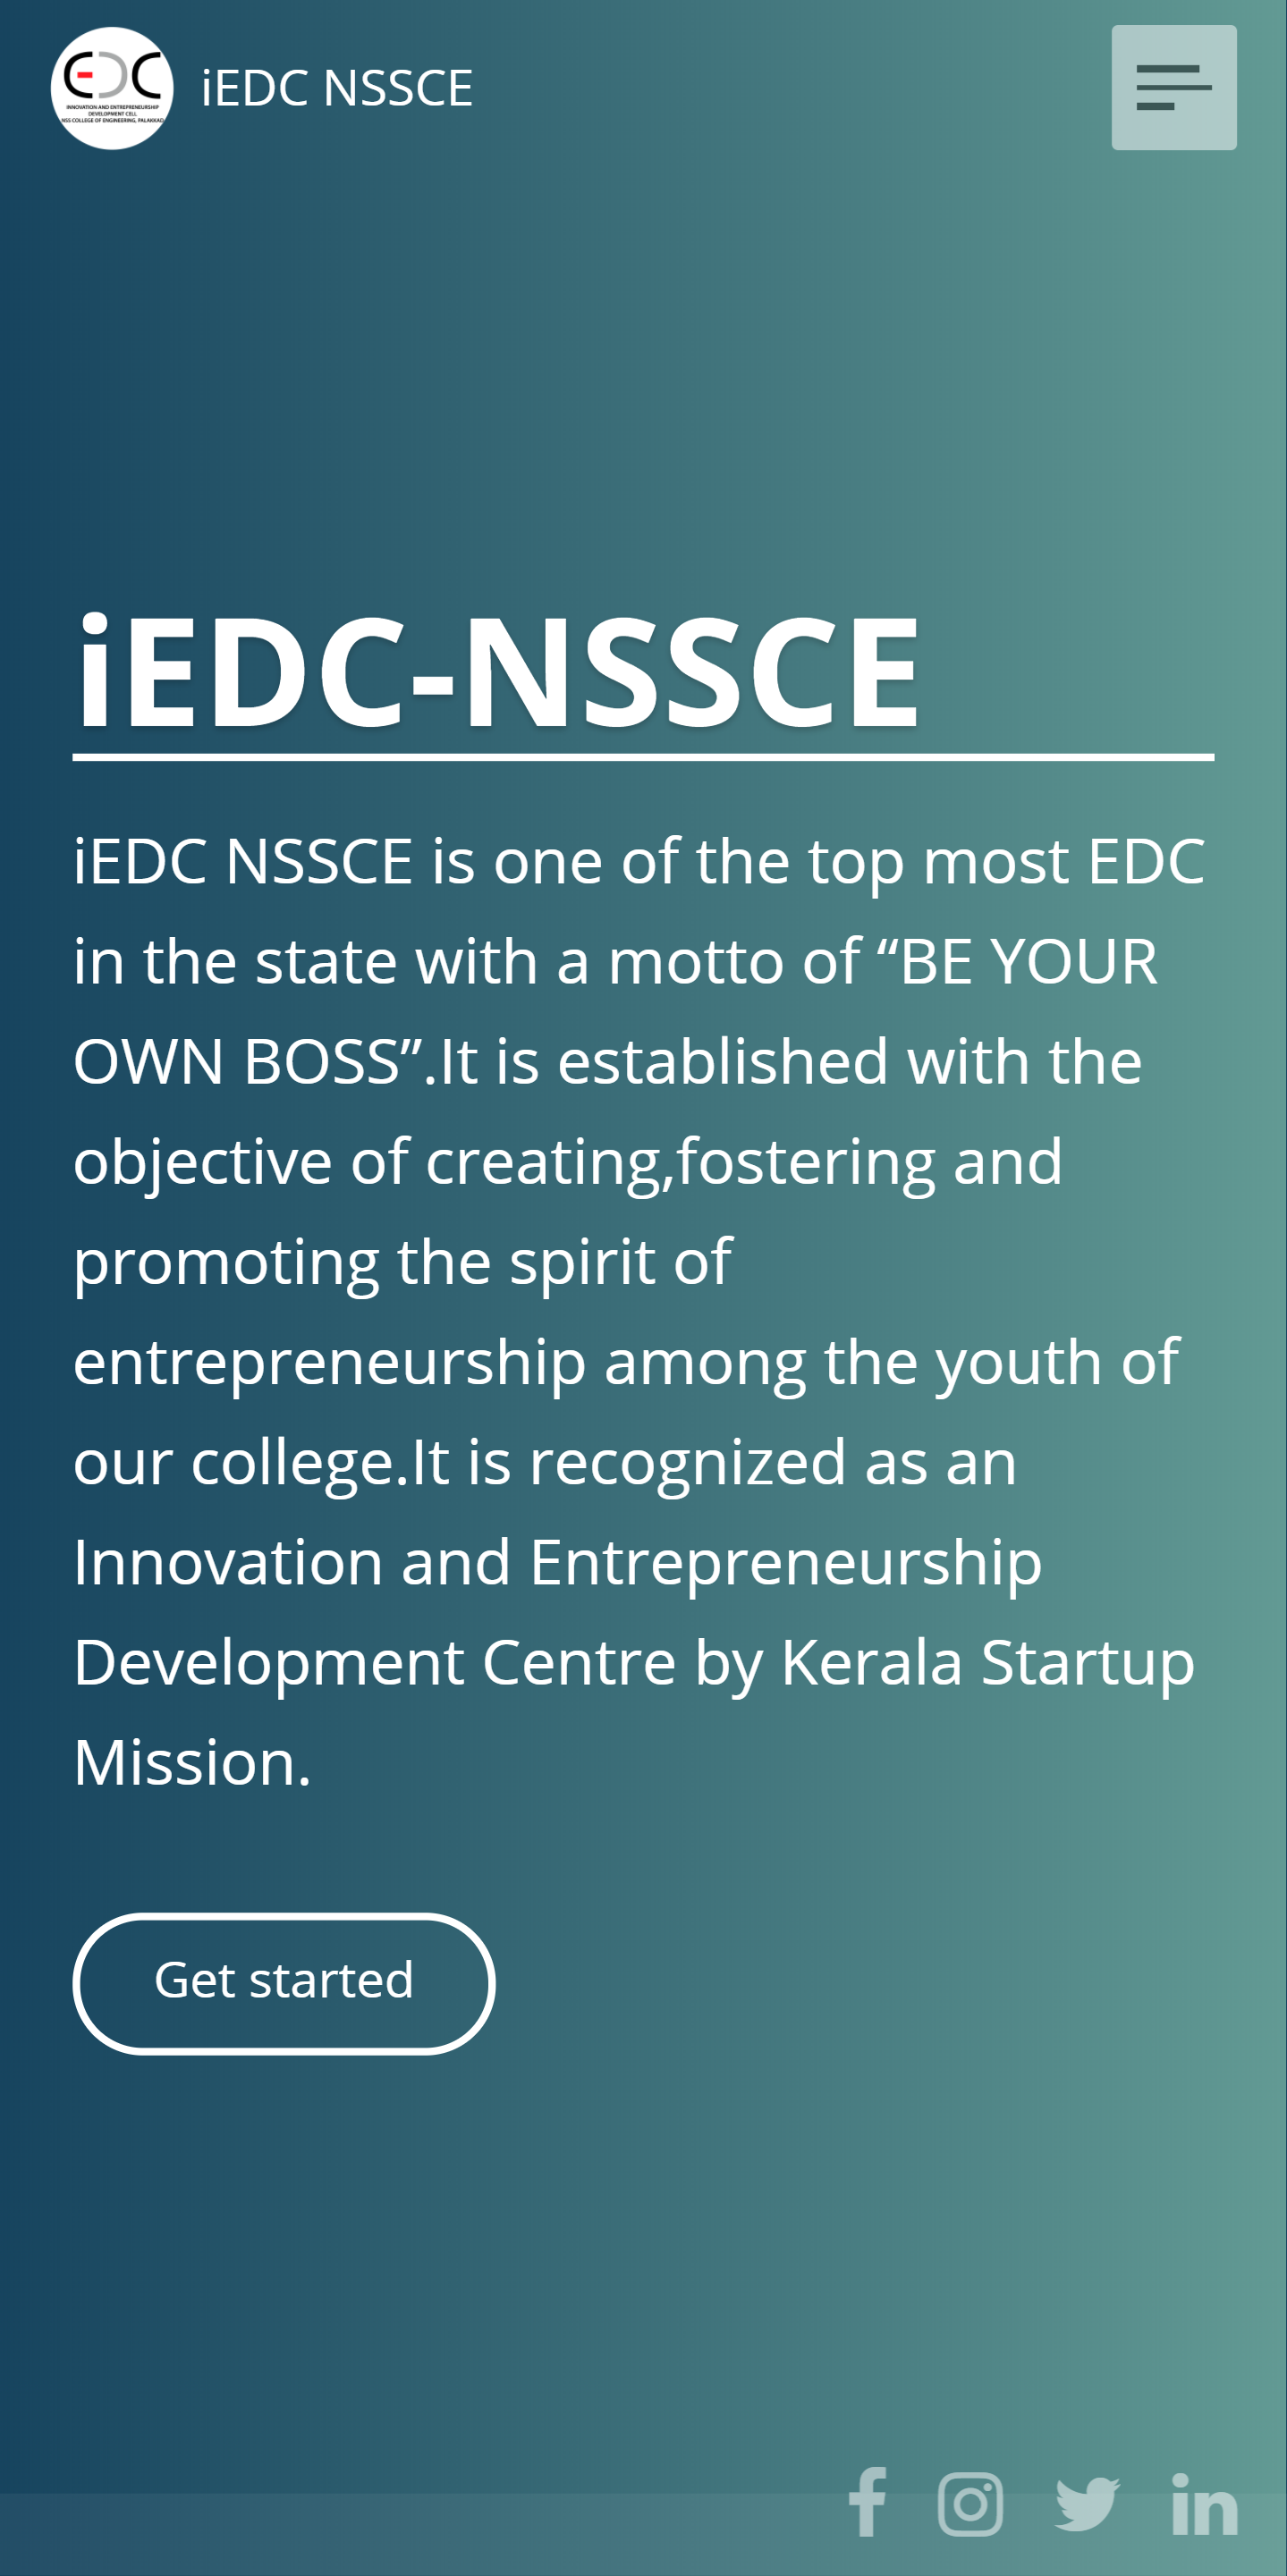 EDC
INNOVATION AND ENTREPRENEURSHIP
DEVELOPMENT CELL
NSS COLLEGE OF ENGINEERING, PALAKKAD
iEDC NSSCE
iEDC-NSSCE
iEDC NSSCE is one of the top most EDC
in the state with a motto of “BE YOUR
OWN BOSS”.It is established with the
objective of creating,fostering and
promoting the spirit of
entrepreneurship among the youth of
our college.It is recognized as an
Innovation and Entrepreneurship
Development Centre by Kerala Startup
Mission.
Get started